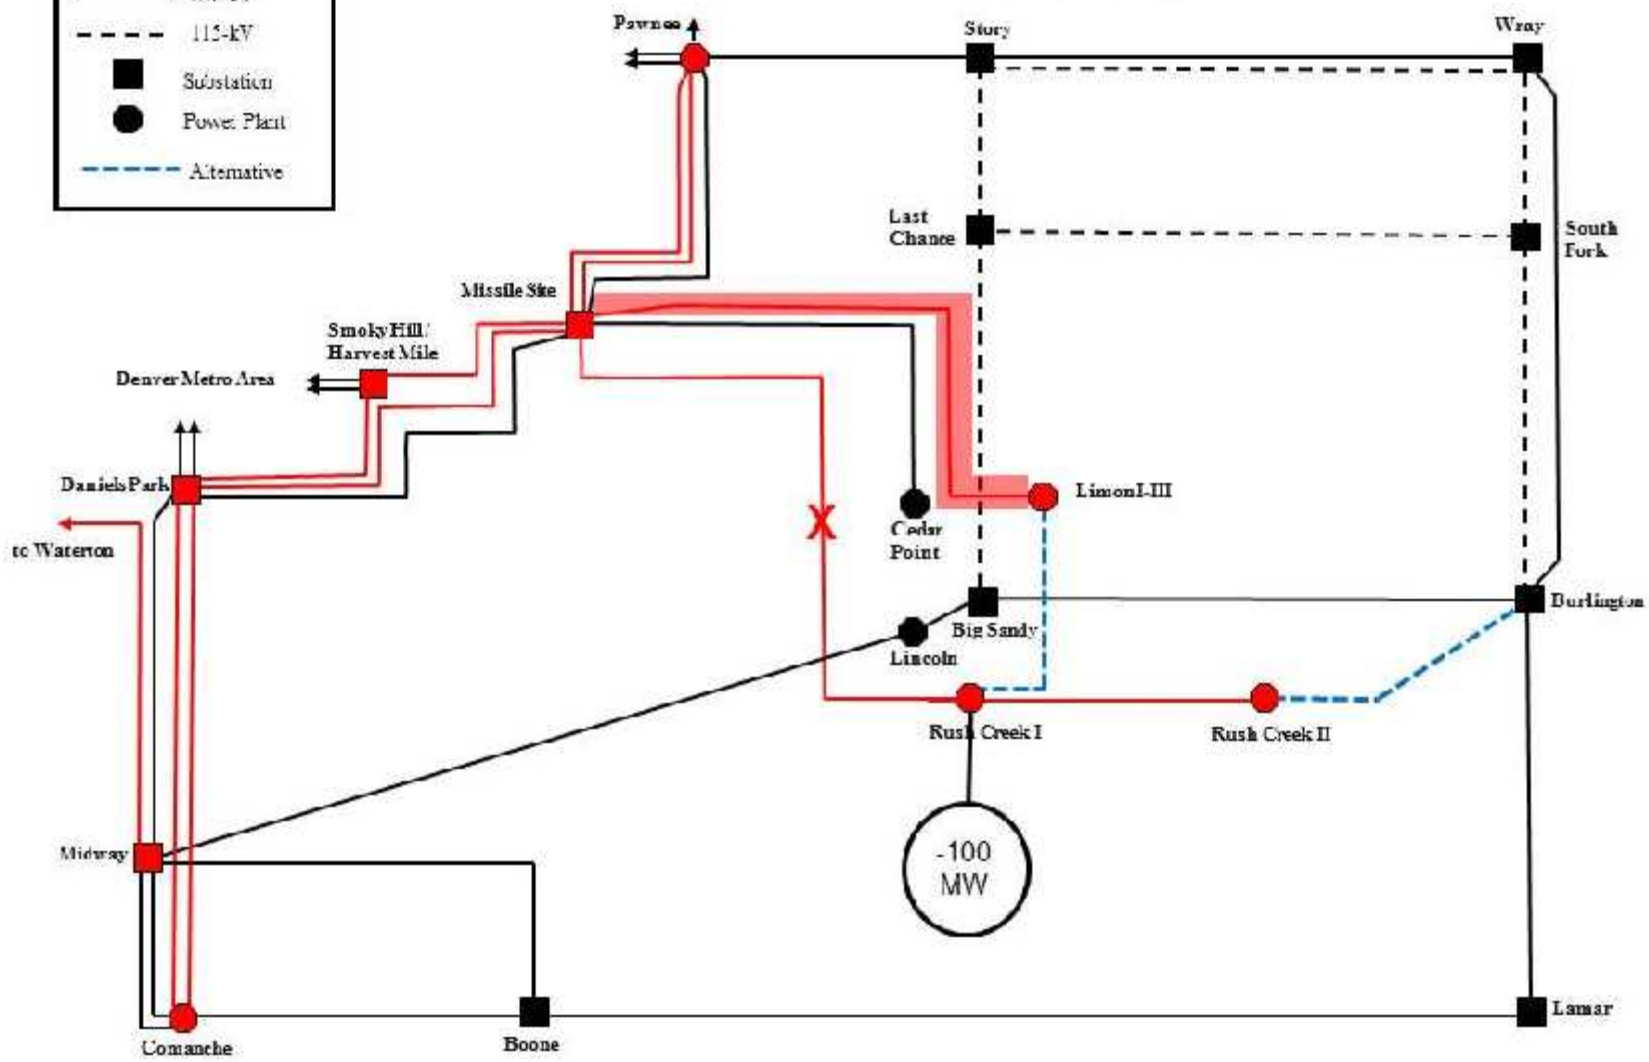 115-kV
Substation
Power Plant
Alternative
Pawnee
Story
Wray
Last
Chance
South
Fork
Missile Site
Smoky Hill/
Harvest Mile
Denver Metro Area
Daniels Park
Limon I-III
to Waterton
X
Cedar
Point
Burlington
Big Sandy
Lincoln
Rush Creek I
Rush Creek II
Midway
-100
MW
Comanche
Boone
Lamar